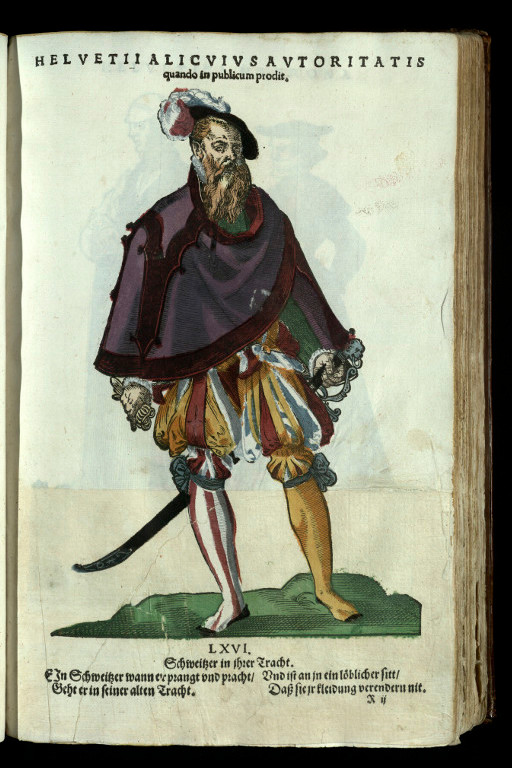 HELVETII ALICVIVS AVTORITATIS
quando in publicum prodit.
LXVI.
Schweitzer in jhrer Tracht.
EIn Schweitzer wann er prangt vnd pracht/
Geht er in seiner alten Tracht.
Vnd ist an jn ein löblicher sitt/
Daß sie jr kleidung verendern nit.
R ij